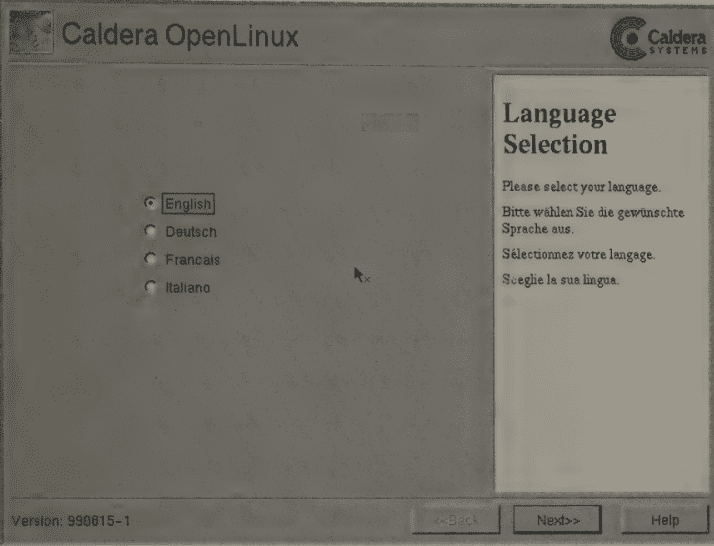 Caldera OpenLinux
Caldera
SYSTEMS
Language
Selection
Please select your language.
Bitte wählen Sie die gewünschte
Sprache aus.
Sélectionnez votre langage.
Sceglie la sua lingua.
English
Deutsch
Francais
Italiano
Version: 990615-1
<<Back
Next>>
Help